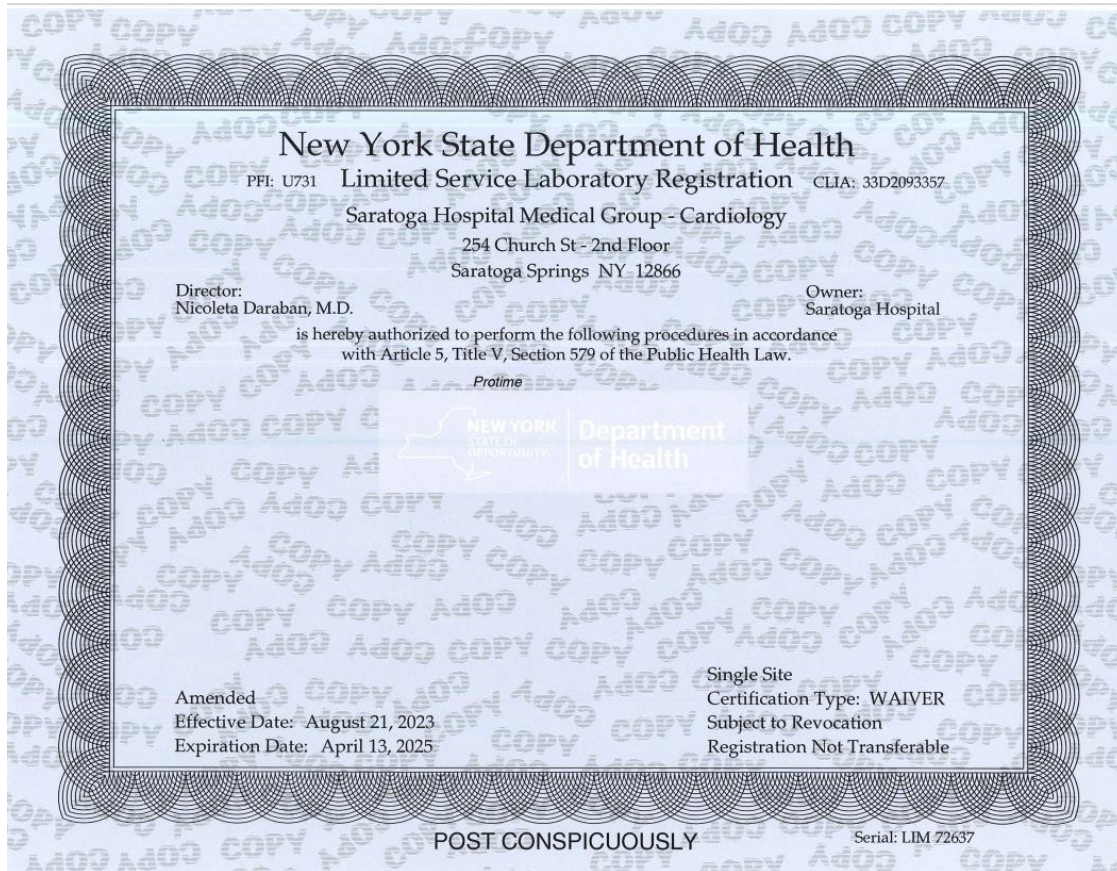 New York State Department of Health
PFI: U731 Limited Service Laboratory Registration CLIA: 33D2093357
Saratoga Hospital Medical Group - Cardiology
254 Church St - 2nd Floor
Saratoga Springs NY 12866
Director:
Nicoleta Daraban, M.D.
Owner:
Saratoga Hospital
is hereby authorized to perform the following procedures in accordance
with Article 5, Title V, Section 579 of the Public Health Law.
Protime
NEW YORK
STATE OF
OPPORTUNITY.
Department
of Health
Amended
Effective Date: August 21, 2023
Expiration Date: April 13, 2025
Single Site
Certification Type: WAIVER
Subject to Revocation
Registration Not Transferable
POST CONSPICUOUSLY
Serial: LIM 72637
COPY